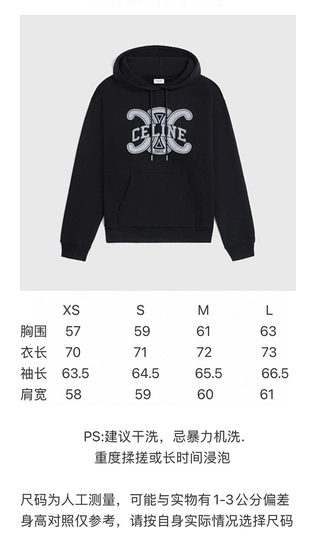 CELINE
XS S M L
胸围 57 59 61 63
衣长 70 71 72 73
袖长 63.5 64.5 65.5 66.5
肩宽 58 59 60 61
PS:建议干洗，忌暴力机洗.
重度揉搓或长时间浸泡
尺码为人工测量，可能与实物有1-3公分偏差
身高对照仅参考，请按自身实际情况选择尺码